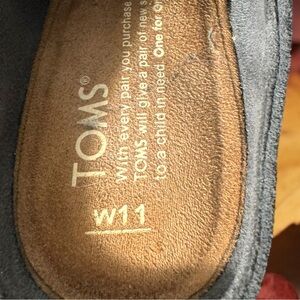 TOMS®
With every pair you purchase
TOMS will give a pair of new s
to a child in need. One for O
W11